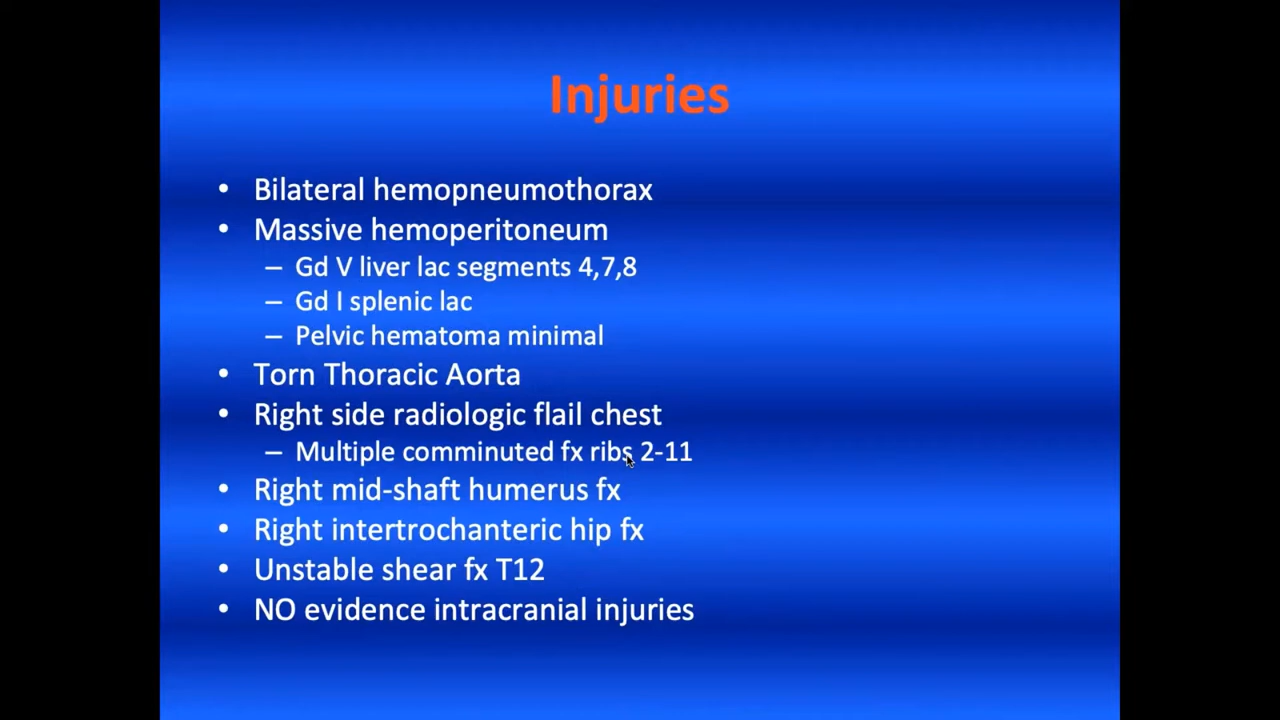 Injuries
• Bilateral hemopneumothorax
• Massive hemoperitoneum
– Gd V liver lac segments 4,7,8
– Gd I splenic lac
– Pelvic hematoma minimal
• Torn Thoracic Aorta
• Right side radiologic flail chest
– Multiple comminuted fx ribs 2-11
• Right mid-shaft humerus fx
• Right intertrochanteric hip fx
• Unstable shear fx T12
• NO evidence intracranial injuries